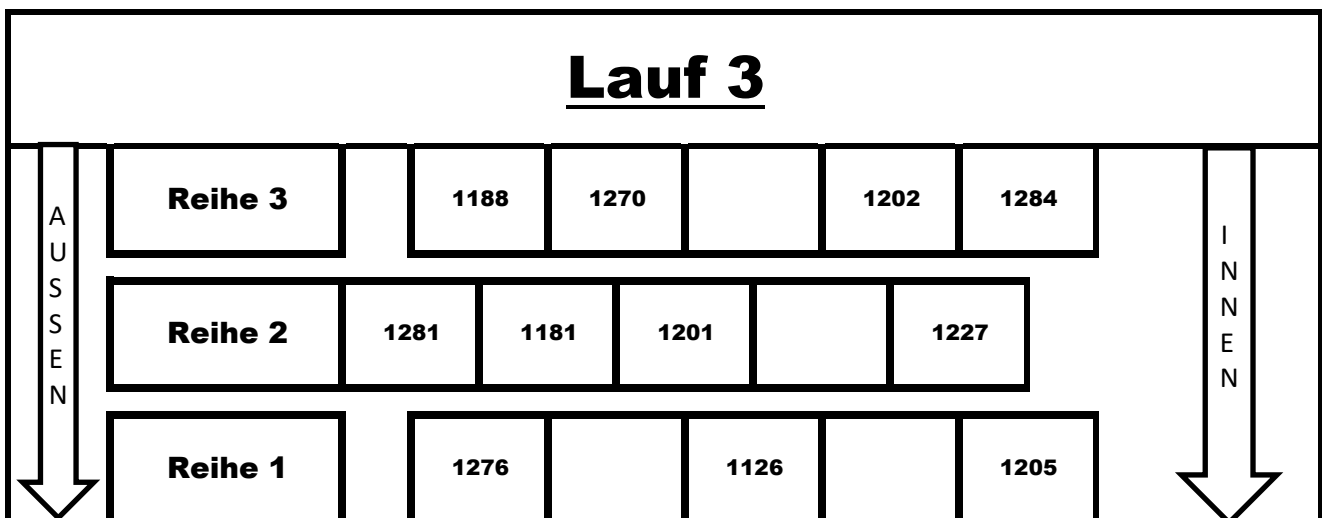 Lauf 3
AUSSEN
Reihe 3 1188 1270 1202 1284
Reihe 2 1281 1181 1201 1227
Reihe 1 1276 1126 1205
INNEN